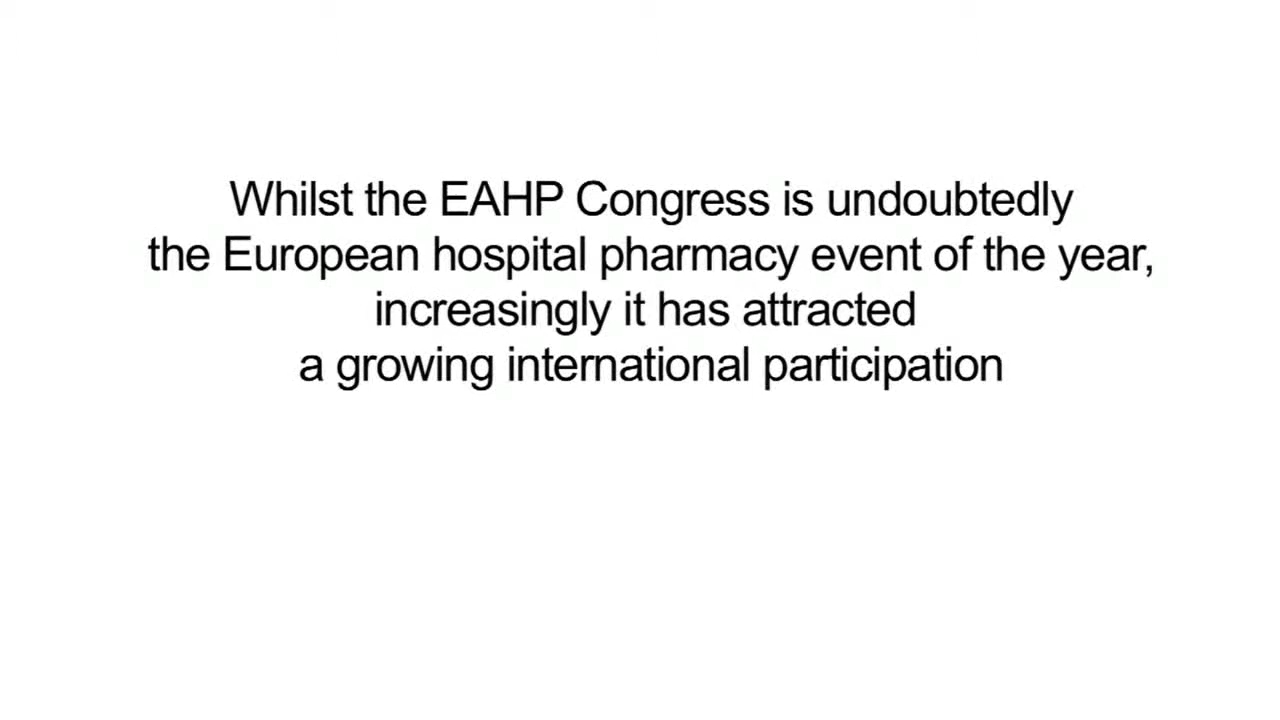 Whilst the EAHP Congress is undoubtedly
the European hospital pharmacy event of the year,
increasingly it has attracted
a growing international participation